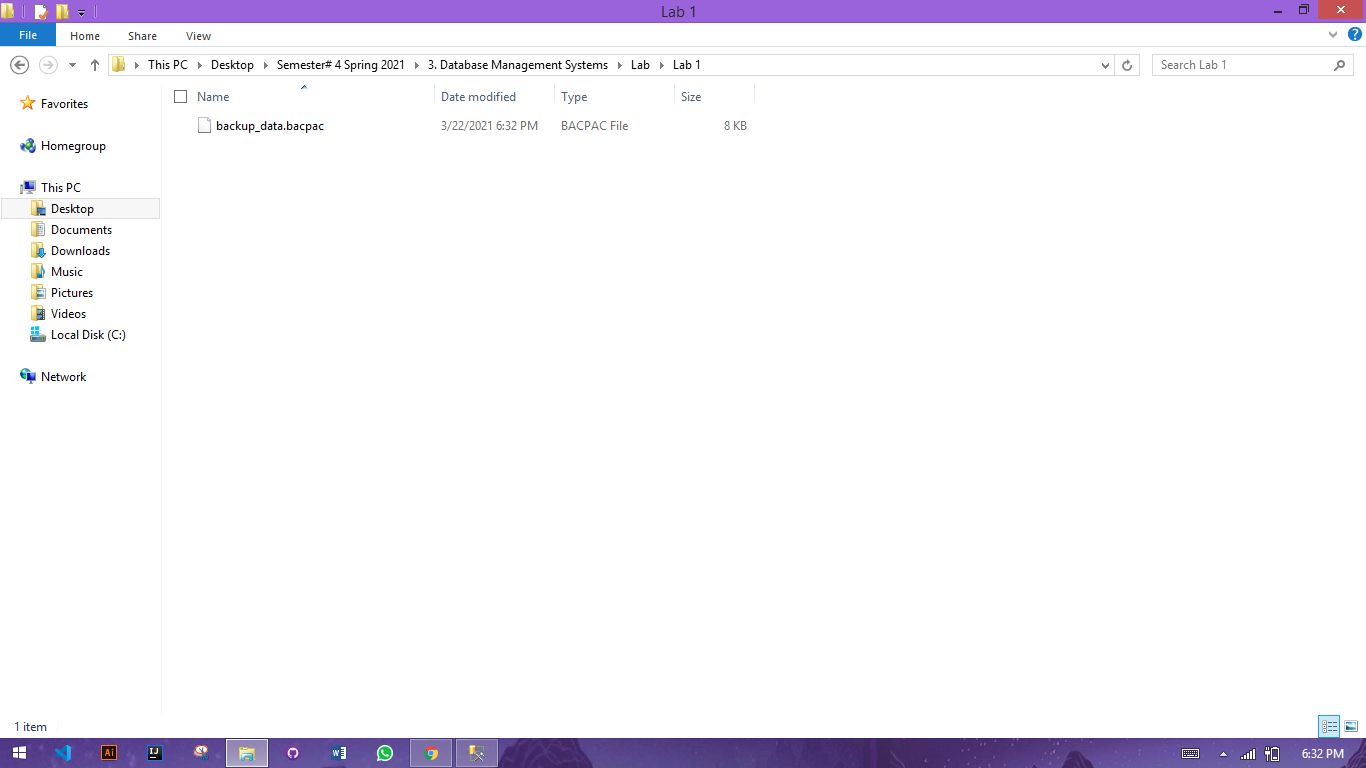 Lab 1
File Home Share View
This PC Desktop Semester# 4 Spring 2021 3. Database Management Systems Lab Lab 1
Search Lab 1
Name Date modified Type Size
backup_data.bacpac 3/22/2021 6:32 PM BACPAC File 8 KB
Favorites
Homegroup
This PC
Desktop
Documents
Downloads
Music
Pictures
Videos
Local Disk (C:)
Network
1 item
Ai
IJ
6:32 PM